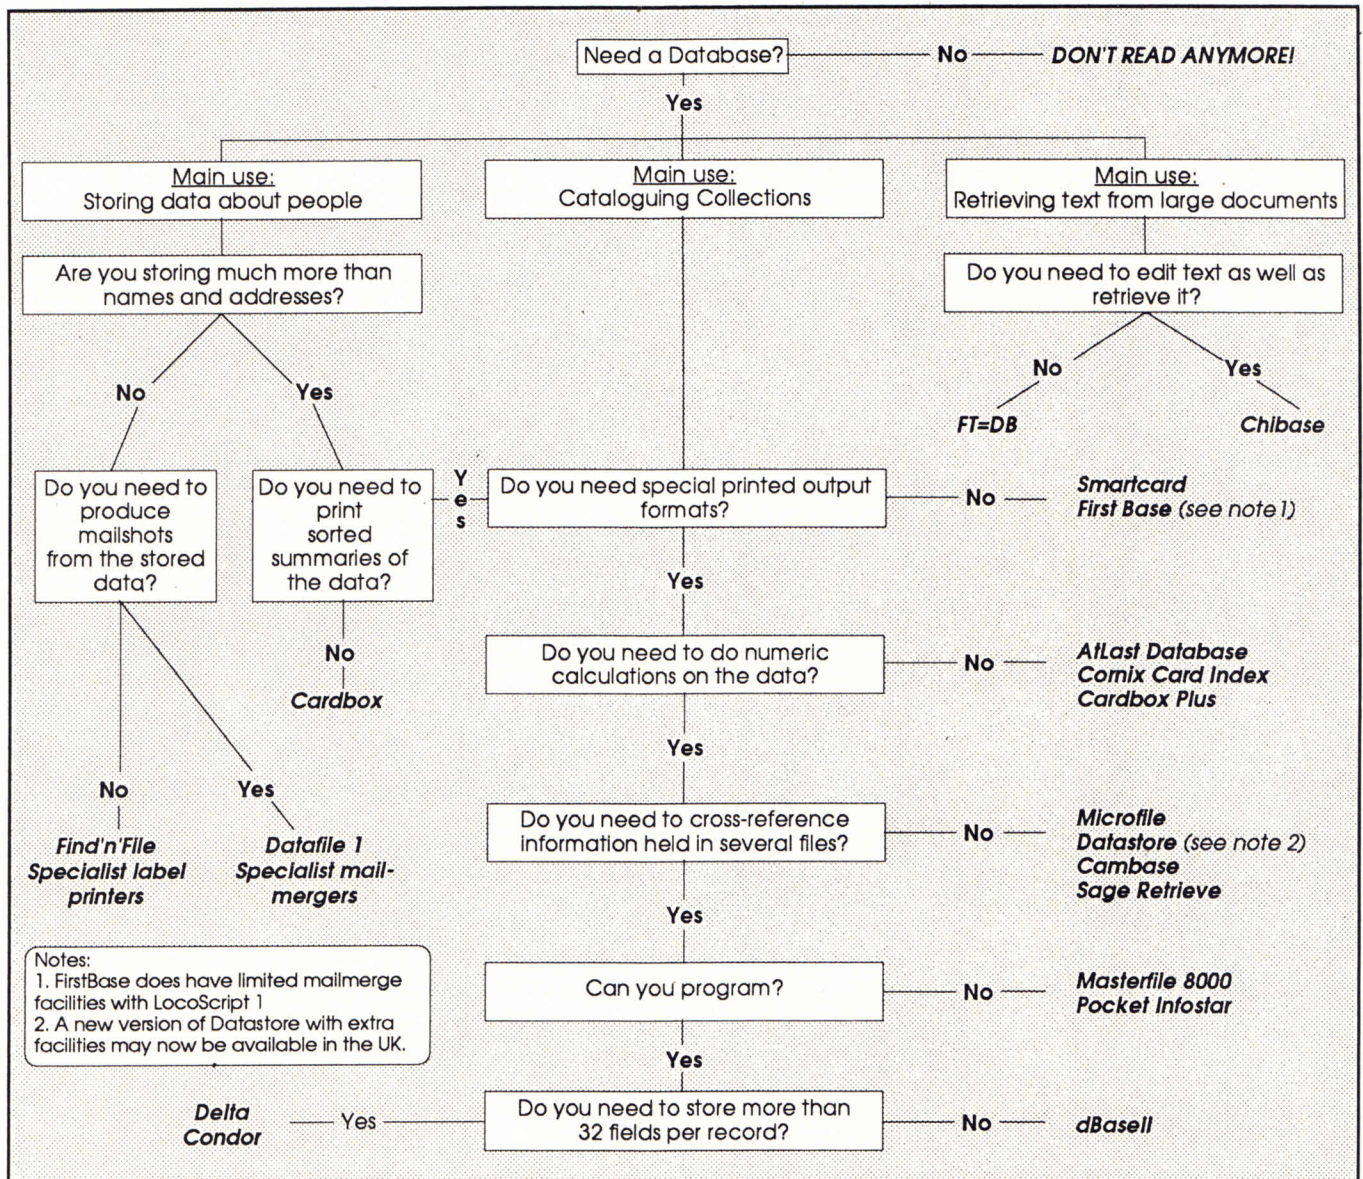 Need a Database?
No
DON'T READ ANYMORE!
Yes
Main use:
Storing data about people
Main use:
Cataloguing Collections
Main use:
Retrieving text from large documents
Are you storing much more than
names and addresses?
Do you need to edit text as well as
retrieve it?
No
Yes
No
Yes
FT=DB
Chibase
Do you need to
produce
mailshots
from the stored
data?
Do you need to
print
sorted
summaries of
the data?
Yes
Do you need special printed output
formats?
No
Smartcard
First Base (see note 1)
Yes
No
Cardbox
Do you need to do numeric
calculations on the data?
No
AtLast Database
Cornix Card Index
Cardbox Plus
Yes
No
Yes
Find'n'File
Specialist label
printers
Datafile 1
Specialist mail-
mergers
Do you need to cross-reference
information held in several files?
No
Microfile
Datastore (see note 2)
Cambase
Sage Retrieve
Yes
Notes:
1. FirstBase does have limited mailmerge
facilities with LocoScript 1
2. A new version of Datastore with extra
facilities may now be available in the UK.
Can you program?
No
Masterfile 8000
Pocket Infostar
Yes
Delta
Condor
Yes
Do you need to store more than
32 fields per record?
No
dBaseII